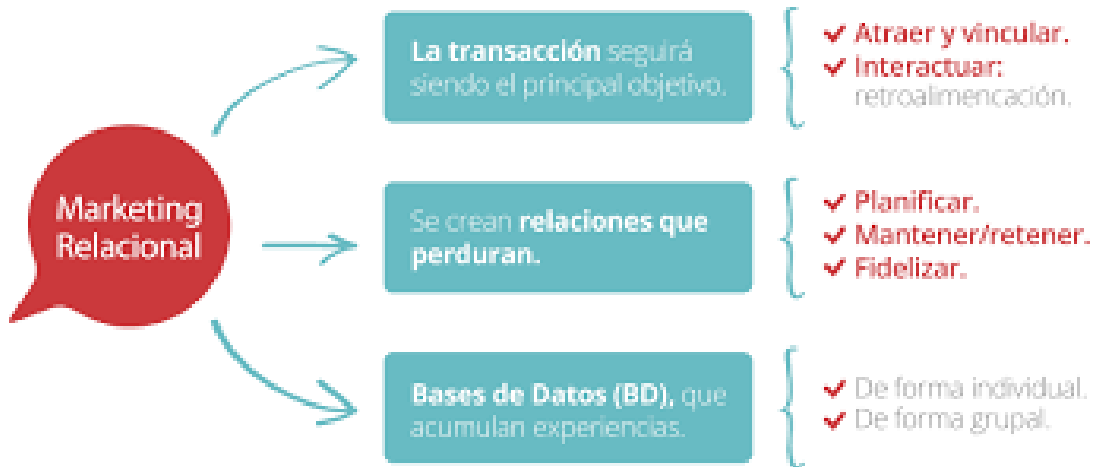 Marketing
Relacional
La transacción seguirá
siendo el principal objetivo.
Atraer y vincular.
Interactuar:
retroalimencación.
Se crean relaciones que
perduran.
Planificar.
Mantener/retener.
Fidelizar.
Bases de Datos (BD), que
acumulan experiencias.
De forma individual.
De forma grupal.